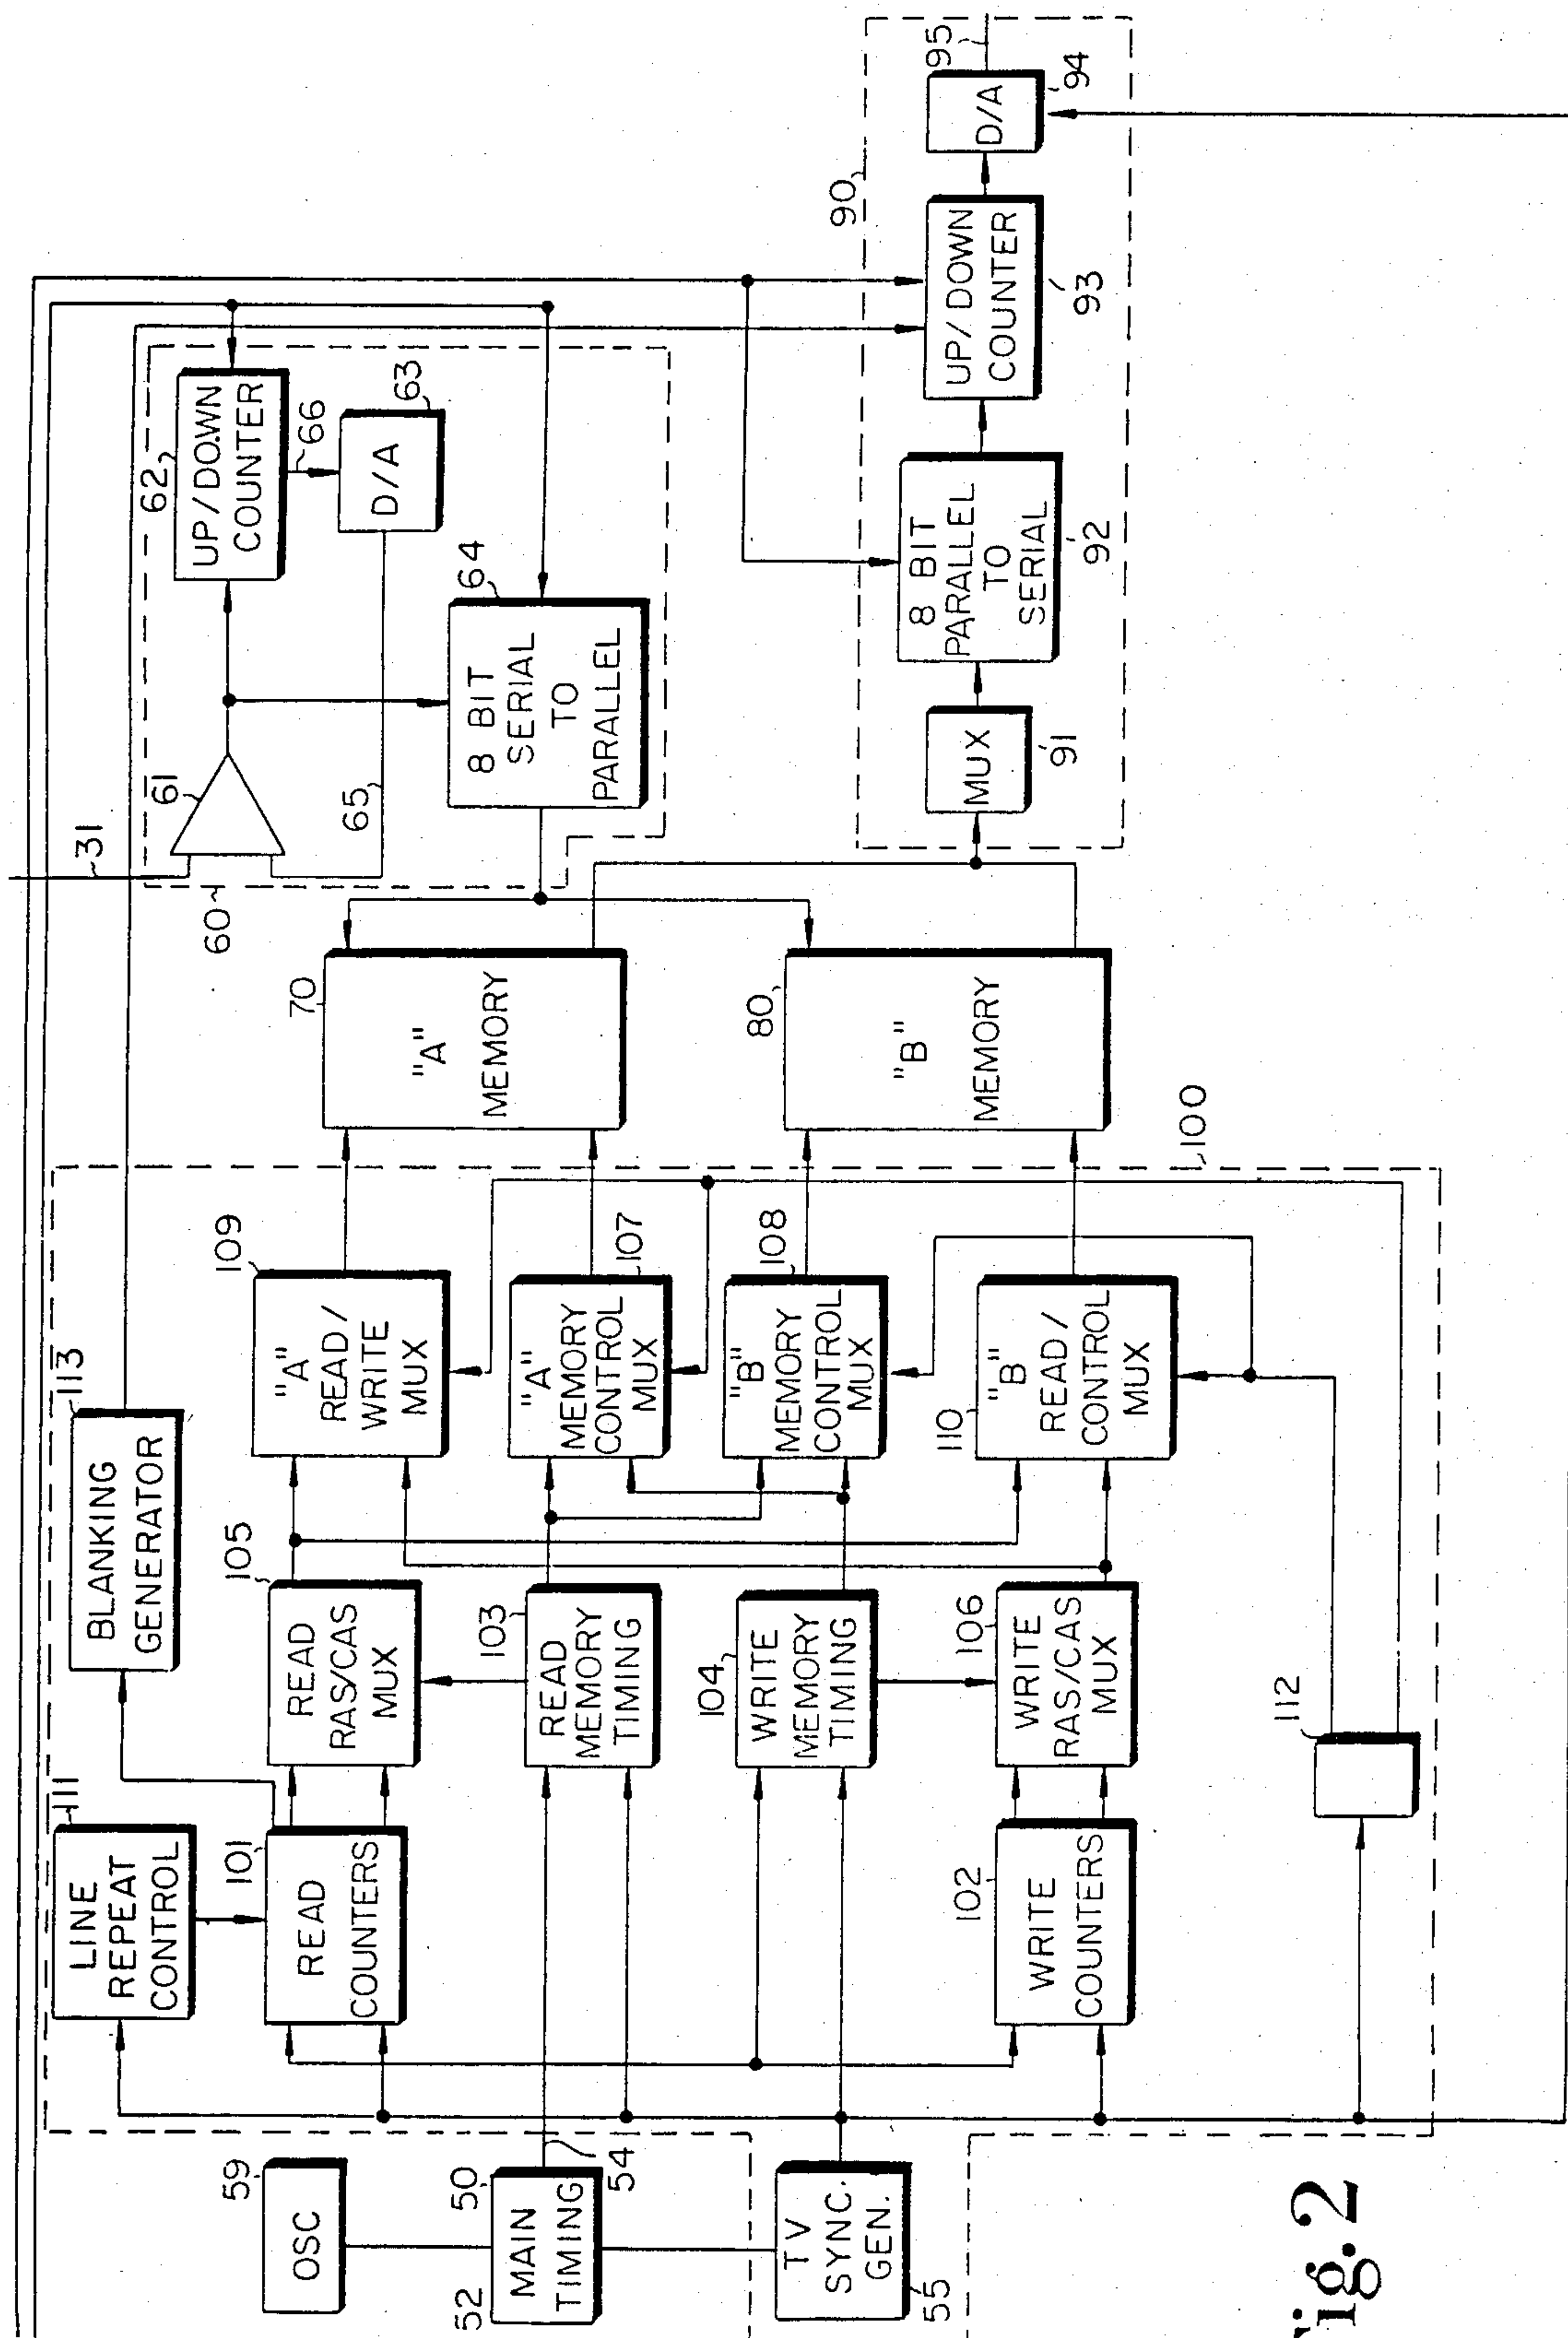 31
61
62
UP/DOWN
COUNTER
66
63
D/A
65
64
8 BIT
SERIAL
TO
PARALLEL
60
90
95
D/A
94
UP/DOWN
COUNTER
93
8 BIT
PARALLEL
TO
SERIAL
92
MUX
91
70
"A"
MEMORY
80
"B"
MEMORY
100
113
BLANKING
GENERATOR
109
"A"
READ/
WRITE
MUX
107
"A"
MEMORY
CONTROL
MUX
108
"B"
MEMORY
CONTROL
MUX
110
"B"
READ/
CONTROL
MUX
105
READ
RAS/CAS
MUX
103
READ
MEMORY
TIMING
104
WRITE
MEMORY
TIMING
106
WRITE
RAS/CAS
MUX
112
111
LINE
REPEAT
CONTROL
101
READ
COUNTERS
102
WRITE
COUNTERS
59
OSC
50
52
MAIN
TIMING
54
TV
SYNC.
GEN.
55
Fig. 2